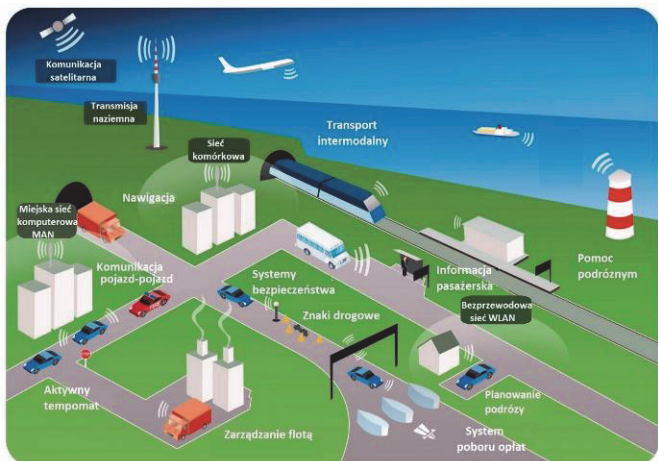 Komunikacja
satelitarna
Transmisja
naziemna
Transport
intermodalny
Sieć
komórkowa
Nawigacja
Miejska sieć
komputerowa
MAN
Komunikacja
pojazd-pojazd
Systemy
bezpieczeństwa
Informacja
pasażerska
Pomoc
podróżnym
Znaki drogowe
Bezprzewodowa
sieć WLAN
Aktywny
tempomat
Planowanie
podróży
Zarządzanie flotą
System
poboru opłat